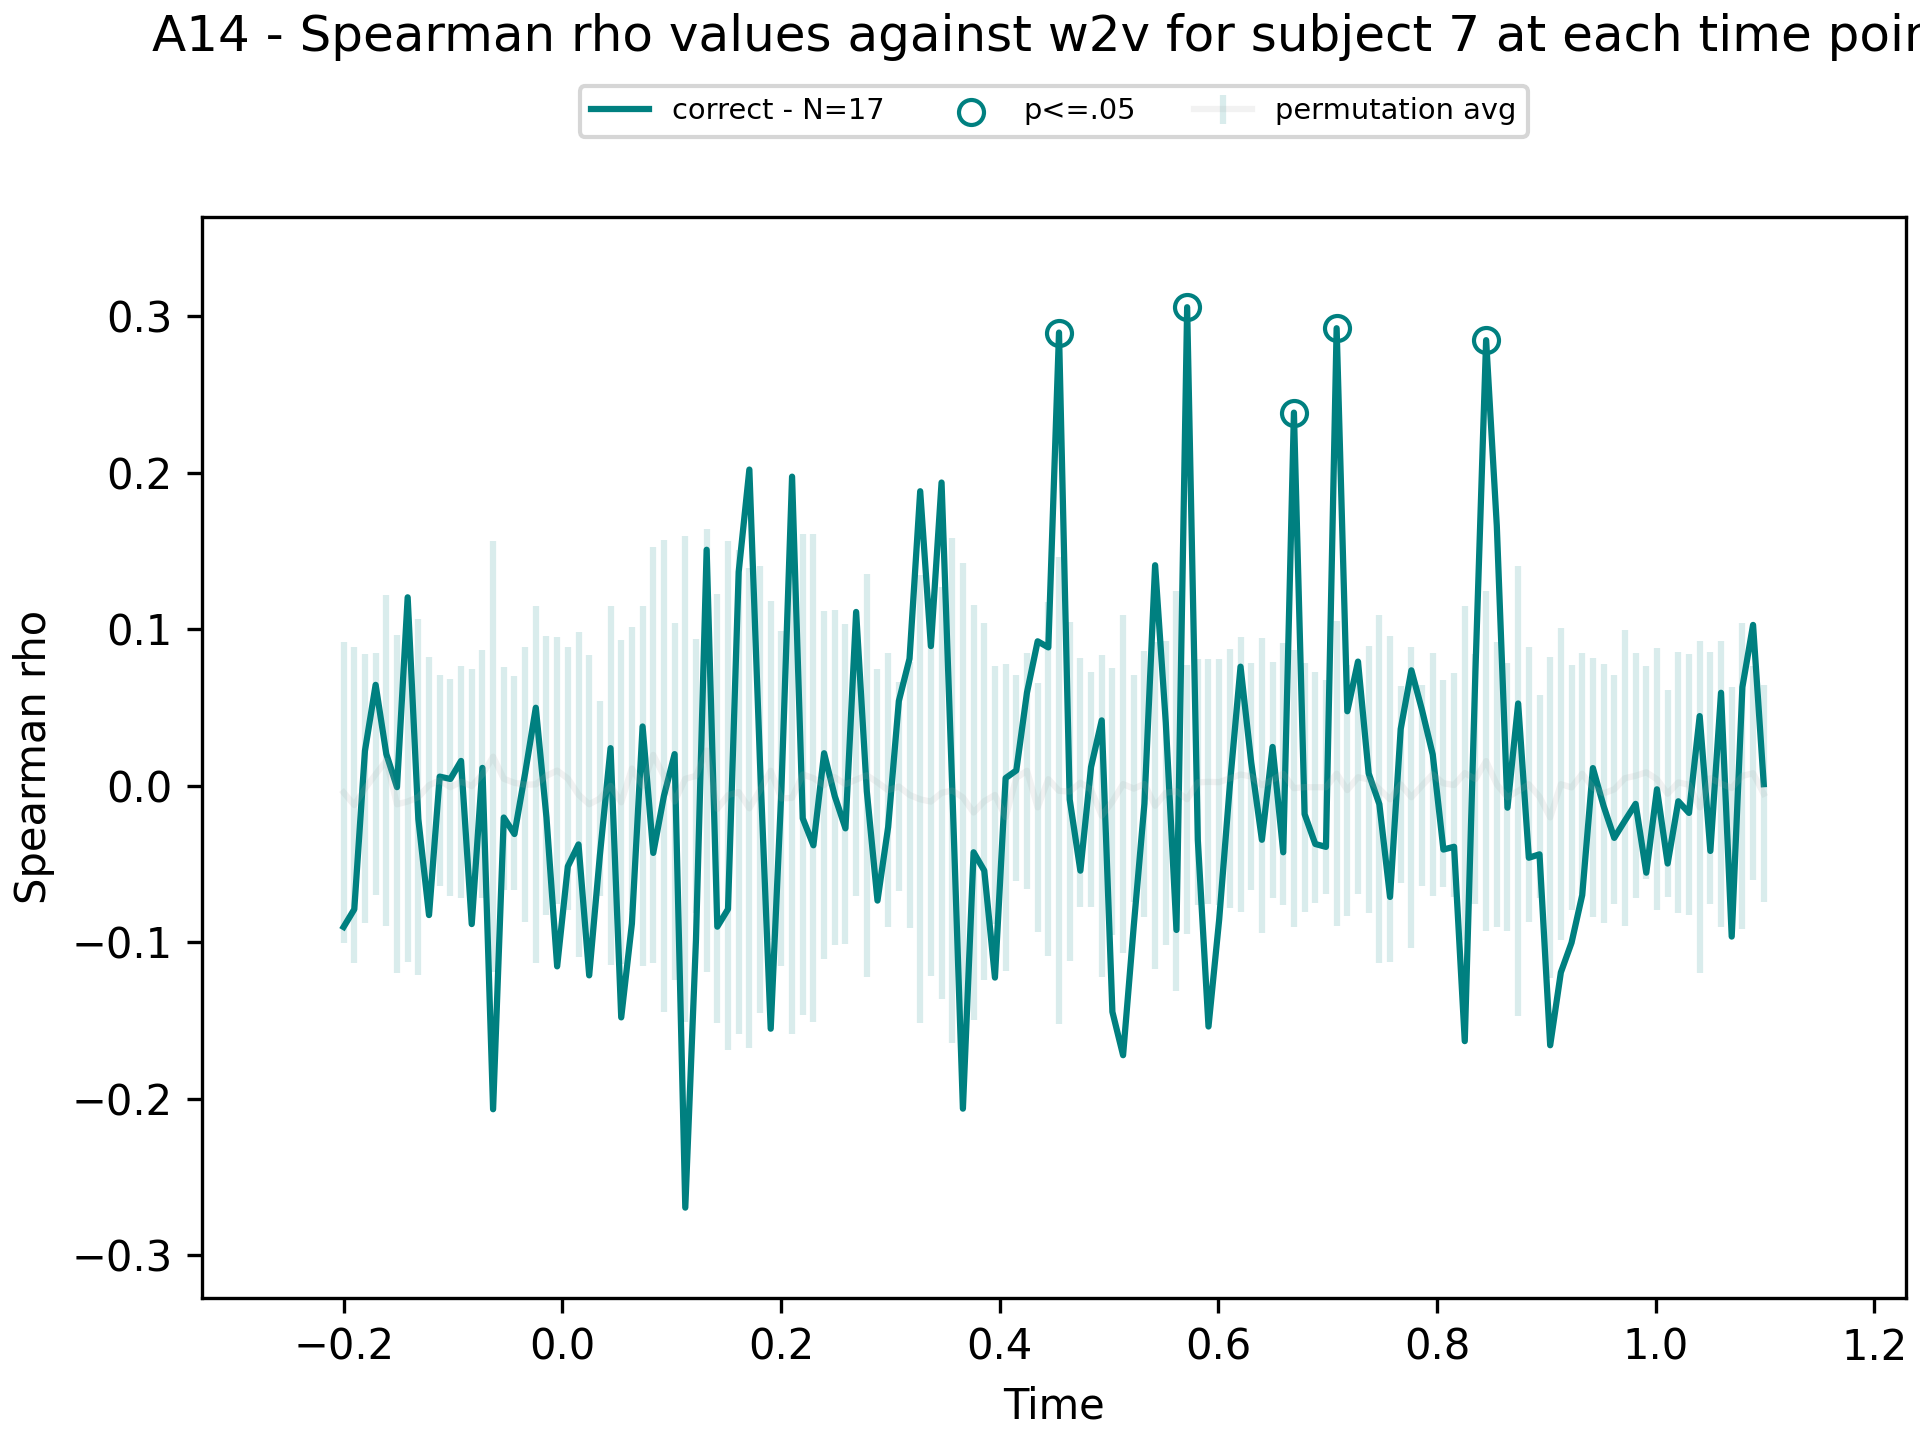 A14 - Spearman rho values against w2v for subject 7 at each time
correct - N=17 p<=.05 permutation avg
Spearman rho
0.3
0.2
0.1
0.0
−0.1
−0.2
−0.3
−0.2 0.0 0.2 0.4 0.6 0.8 1.0 1.2
Time